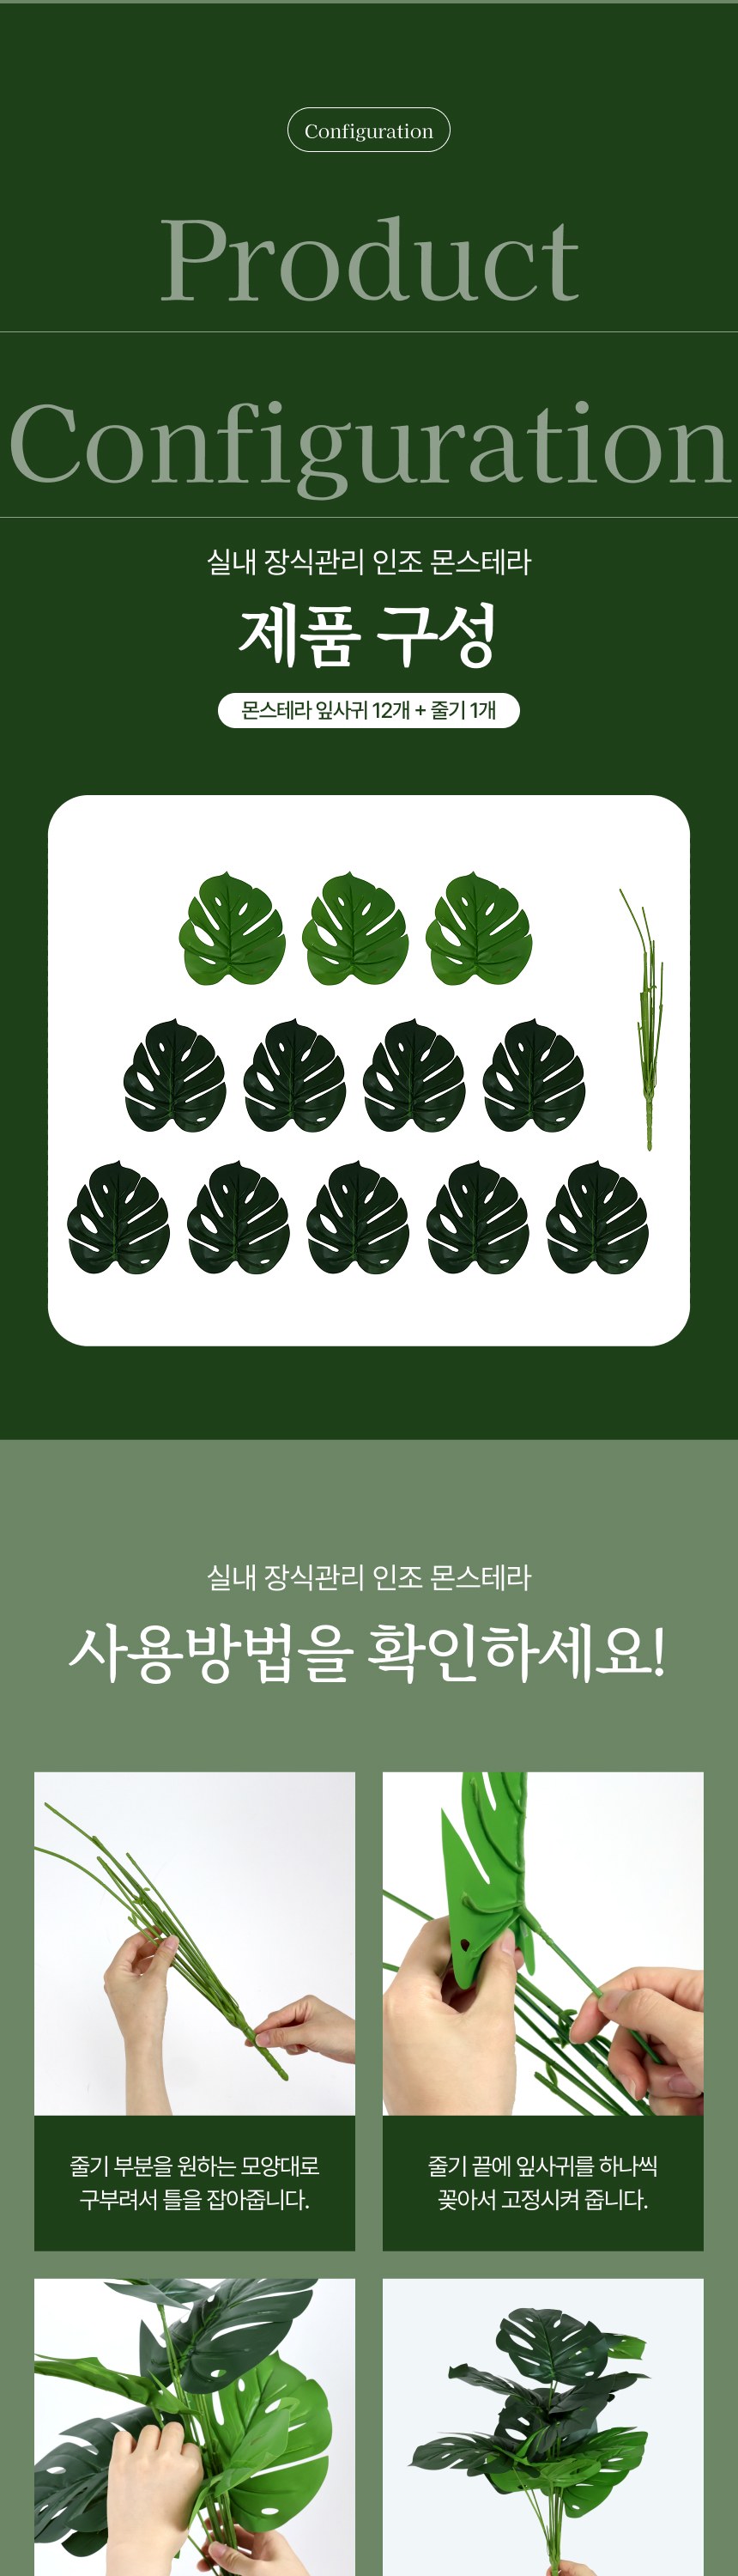 Configuration
Product
Configuration
실내 장식관리 인조 몬스테라
제품 구성
몬스테라 잎사귀 12개 + 줄기 1개
실내 장식관리 인조 몬스테라
사용방법을 확인하세요!
줄기 부분을 원하는 모양대로
구부려서 틀을 잡아줍니다.
줄기 끝에 잎사귀를 하나씩
꽂아서 고정시켜 줍니다.